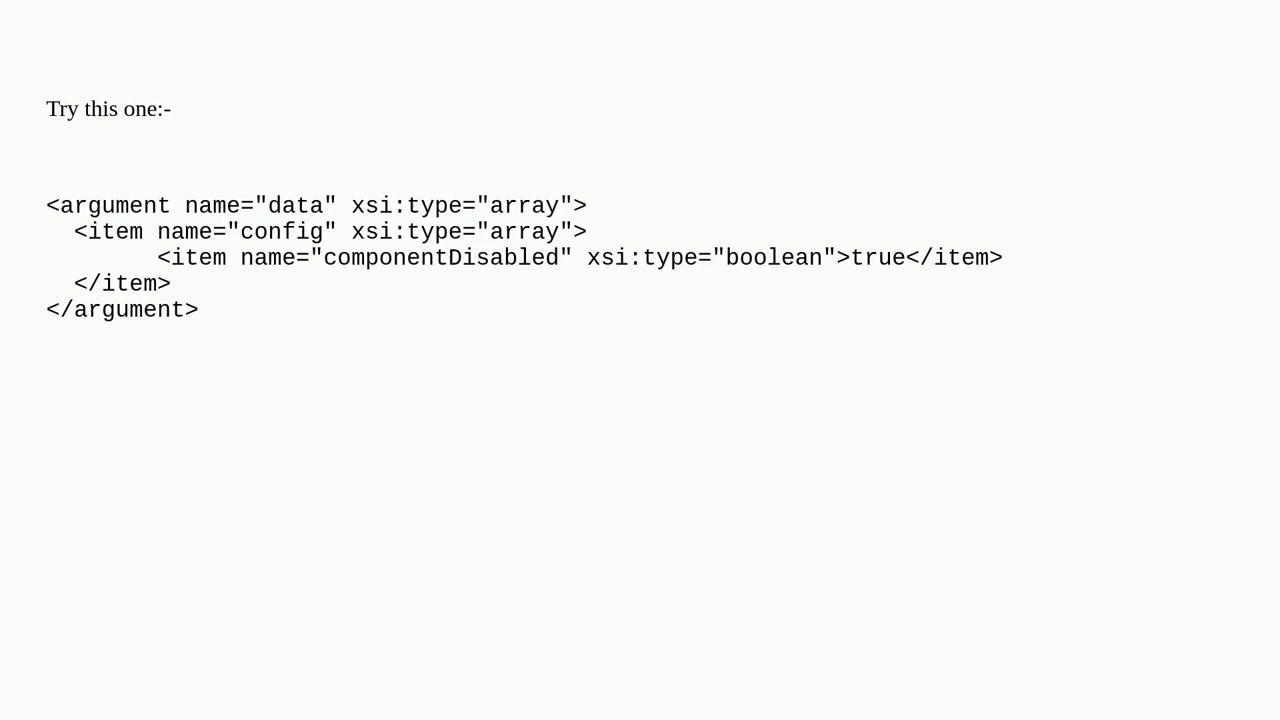 Try this one:-
<argument name="data" xsi:type="array">
  <item name="config" xsi:type="array">
        <item name="componentDisabled" xsi:type="boolean">true</item>
  </item>
</argument>